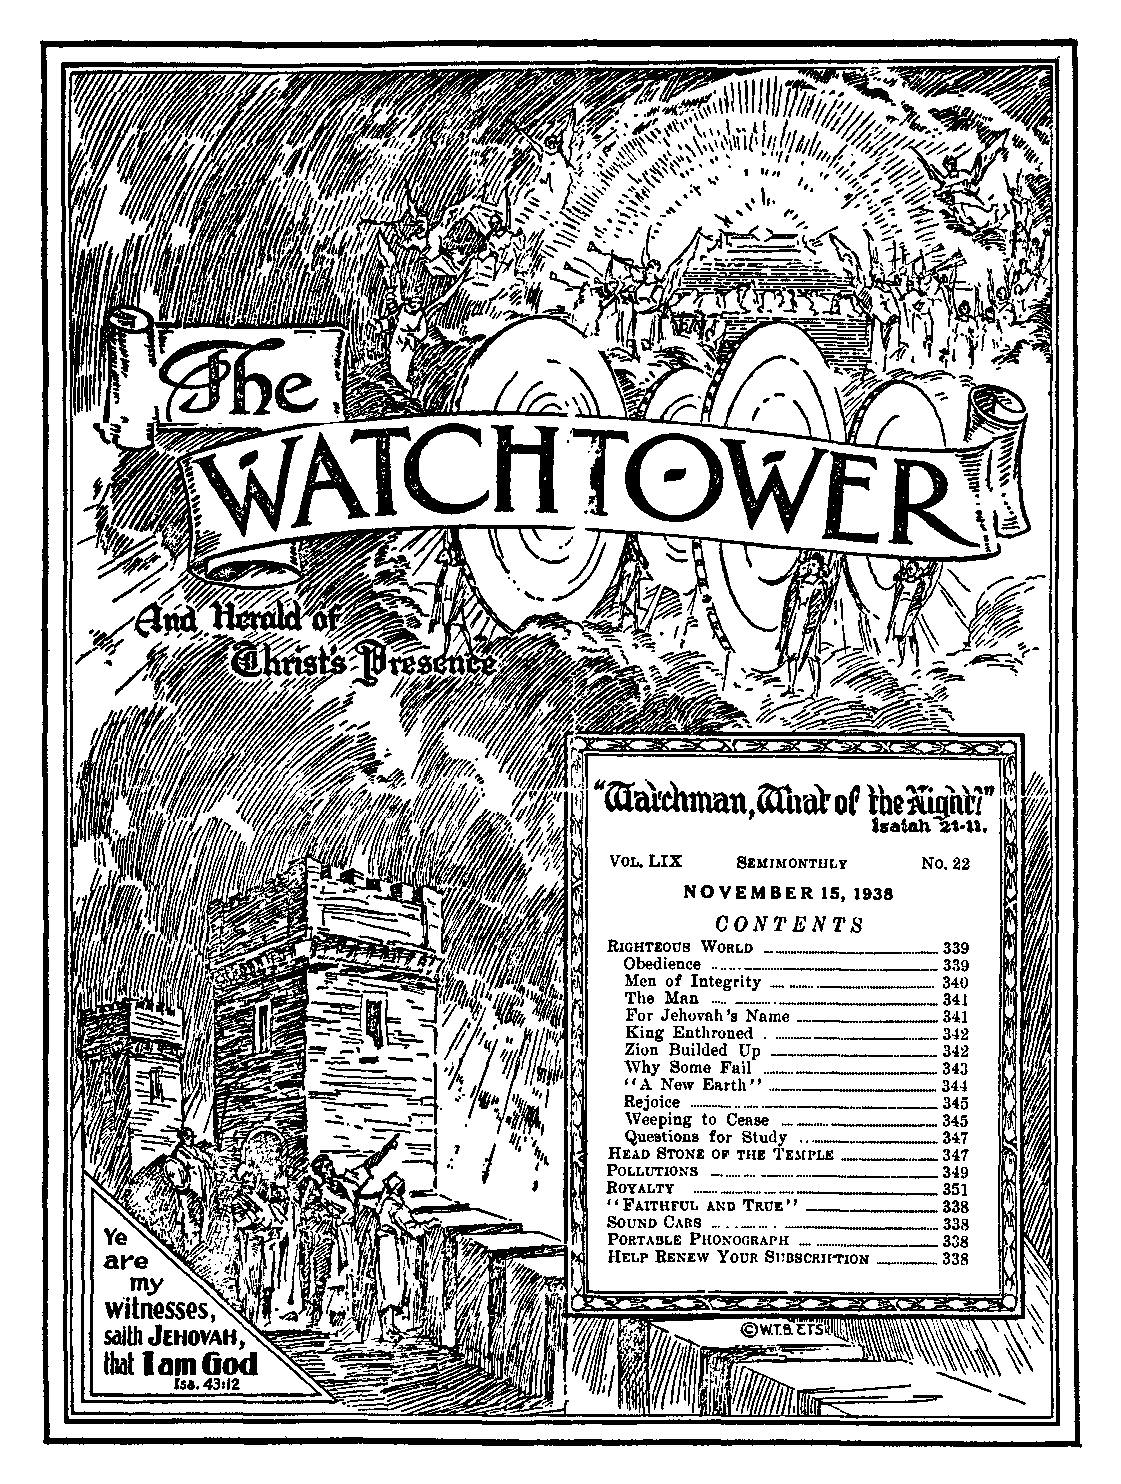 The
WATCHTOWER
And Herald of
Christ's Presence
"Watchman, What of the Night?"
Isaiah 21-11.
VOL. LIX SEMIMONTHLY No. 22
NOVEMBER 15, 1938
CONTENTS
RIGHTEOUS WORLD 339
Obedience 339
Men of Integrity 340
The Man 341
For Jehovah's Name 341
King Enthroned 342
Zion Builded Up 342
Why Some Fail 343
"A New Earth" 344
Rejoice 345
Weeping to Cease 345
Questions for Study 347
HEAD STONE OF THE TEMPLE 347
POLLUTIONS 349
ROYALTY 351
"FAITHFUL AND TRUE" 338
SOUND CARS 338
PORTABLE PHONOGRAPH 338
HELP RENEW YOUR SUBSCRIPTION 338
Ye
are
my
witnesses,
saith JEHOVAH,
that I am God
Isa. 43:12
©W.T.B.&T.S.